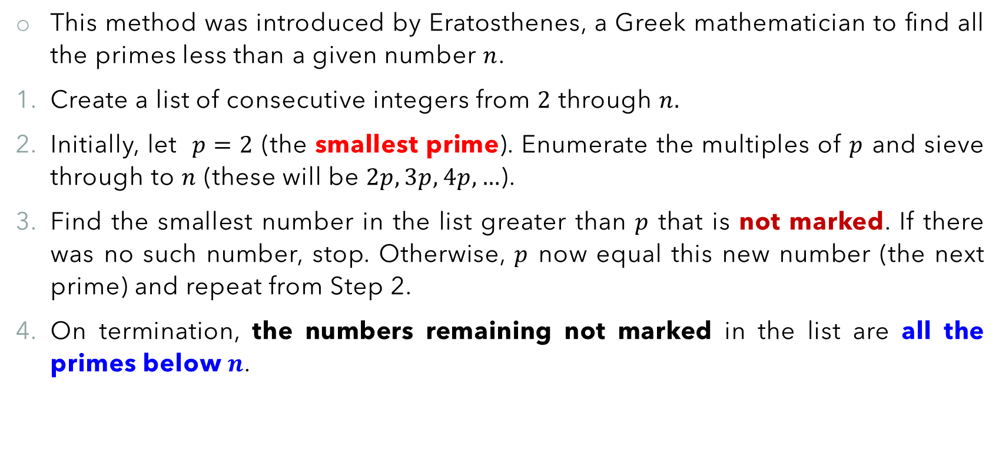 ○ This method was introduced by Eratosthenes, a Greek mathematician to find all
the primes less than a given number n.
1. Create a list of consecutive integers from 2 through n.
2. Initially, let p = 2 (the smallest prime). Enumerate the multiples of p and sieve
through to n (these will be 2p, 3p, 4p, …).
3. Find the smallest number in the list greater than p that is not marked. If there
was no such number, stop. Otherwise, p now equal this new number (the next
prime) and repeat from Step 2.
4. On termination, the numbers remaining not marked in the list are all the
primes below n.